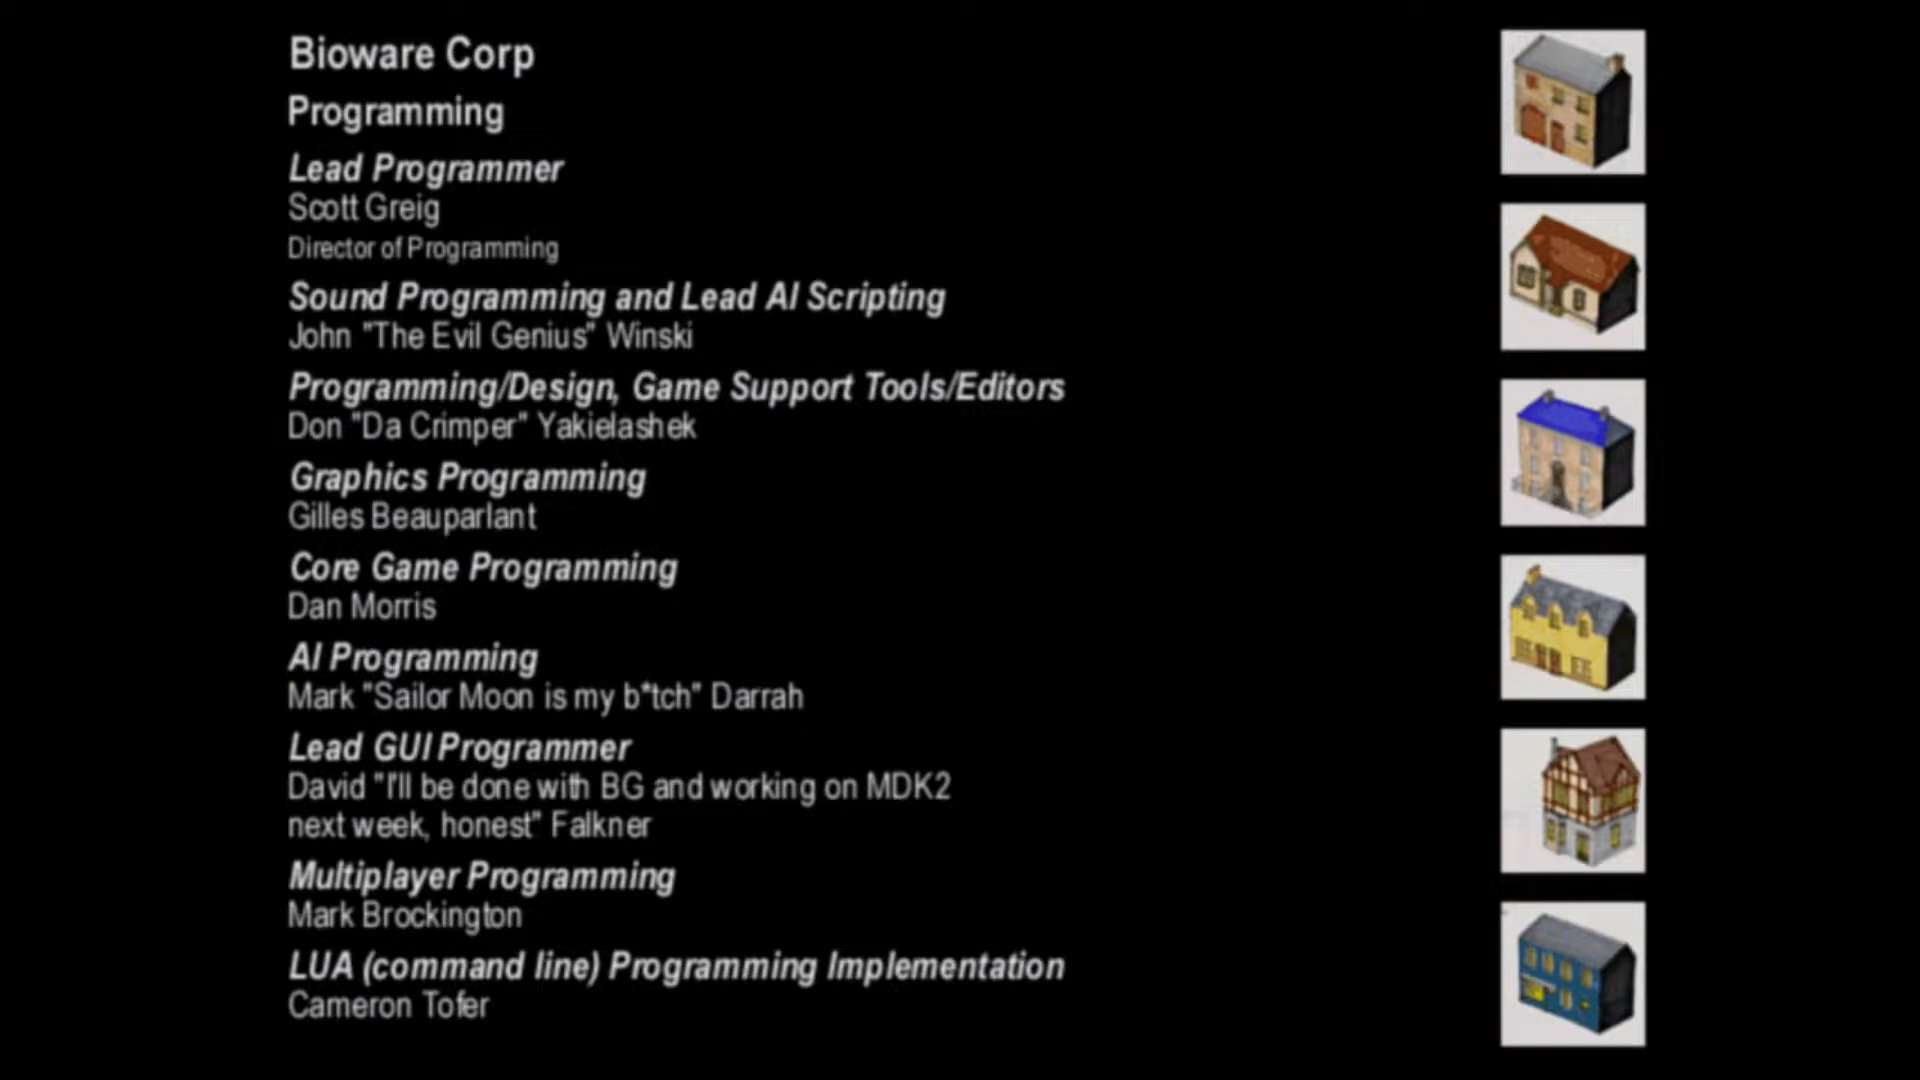 Bioware Corp
Programming
Lead Programmer
Scott Greig
Director of Programming
Sound Programming and Lead AI Scripting
John "The Evil Genius" Winski
Programming/Design, Game Support Tools/Editors
Don "Da Crimper" Yakielashek
Graphics Programming
Gilles Beauparlant
Core Game Programming
Dan Morris
AI Programming
Mark "Sailor Moon is my b*tch" Darrah
Lead GUI Programmer
David "I'll be done with BG and working on MDK2
next week, honest" Falkner
Multiplayer Programming
Mark Brockington
LUA (command line) Programming Implementation
Cameron Tofer